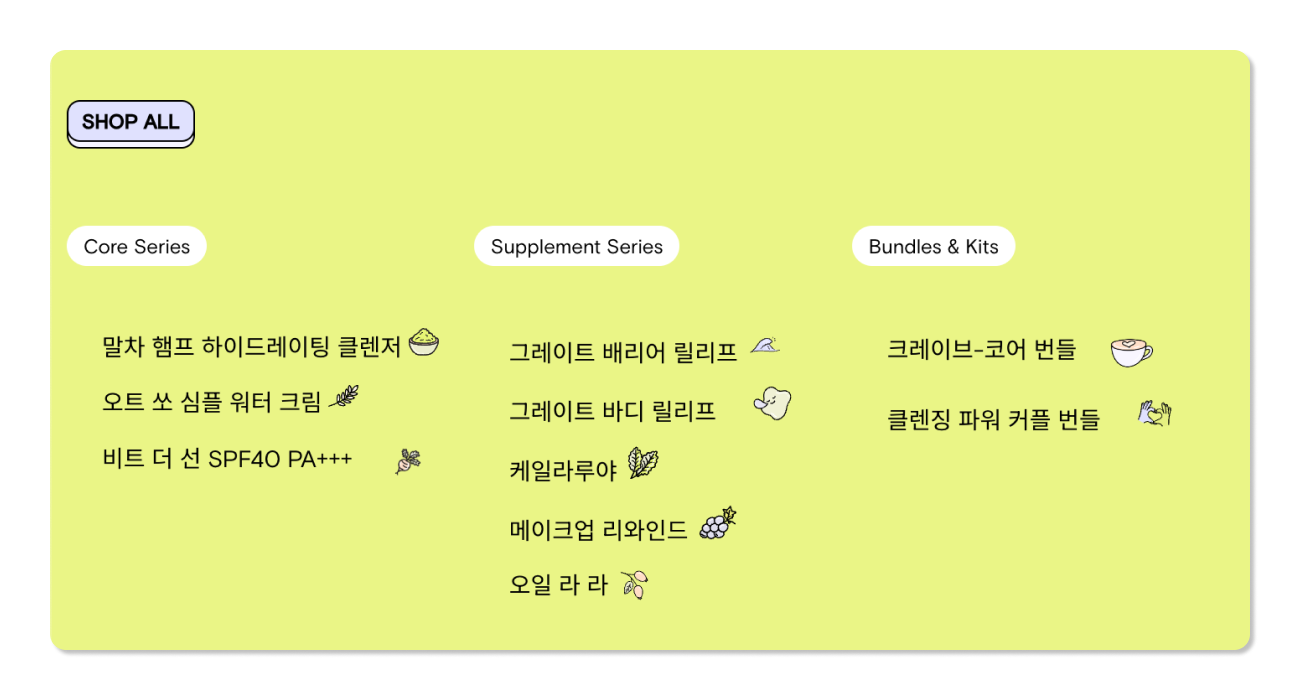 SHOP ALL
Core Series
말차 햄프 하이드레이팅 클렌저
오트 쏘 심플 워터 크림
비트 더 선 SPF40 PA+++
Supplement Series
그레이트 배리어 릴리프
그레이트 바디 릴리프
케일라루야
메이크업 리와인드
오일 라 라
Bundles & Kits
크레이브-코어 번들
클렌징 파워 커플 번들